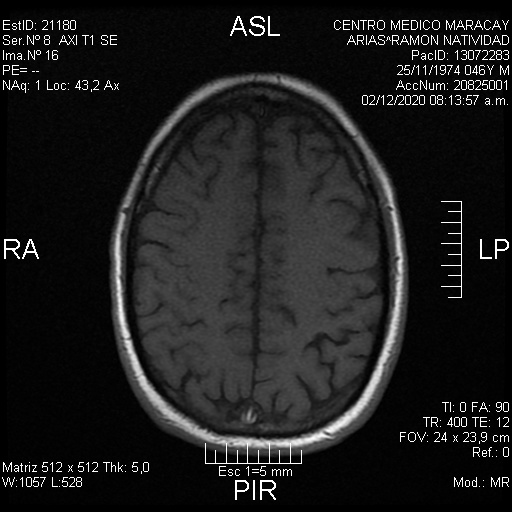 EstID: 21180
Ser.Nº 8 AXI T1 SE
Ima.Nº 16
PE= --
NAq: 1 Loc: 43,2 Ax
ASL
CENTRO MEDICO MARACAY
ARIAS^RAMON NATIVIDAD
PacID: 13072283
25/11/1974 046Y M
AccNum: 20825001
02/12/2020 08:13:57 a.m.
RA
LP
TI: 0 FA: 90
TR: 400 TE: 12
FOV: 24 x 23,9 cm
Ref.: 0
Mod.: MR
Matriz 512 x 512 Thk: 5,0
W:1057 L:528
Esc 1=5 mm
PIR